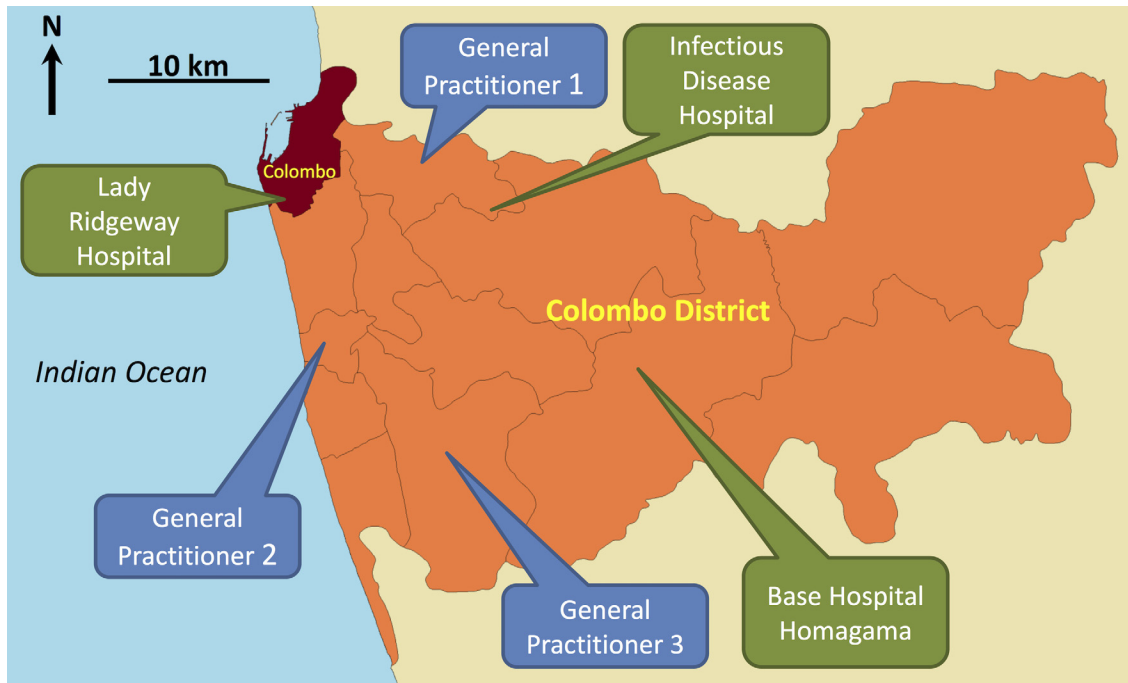 N
10 km
General
Practitioner 1
Infectious
Disease
Hospital
Colombo
Lady
Ridgeway
Hospital
Colombo District
Indian Ocean
General
Practitioner 2
General
Practitioner 3
Base Hospital
Homagama